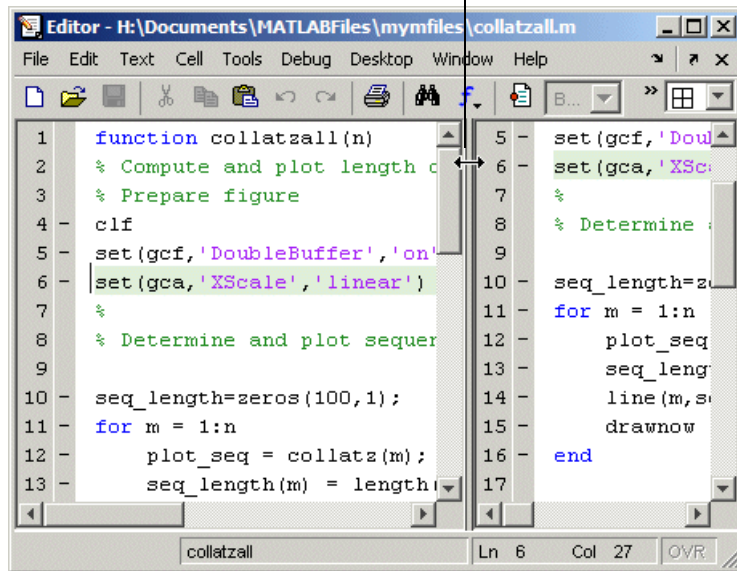 Editor - H:\Documents\MATLABFiles\mymfiles\collatzall.m
File Edit Text Cell Tools Debug Desktop Window Help
B... »
1 function collatzall(n)
2 % Compute and plot length
3 % Prepare figure
4 - clf
5 - set(gcf,'DoubleBuffer','on'
6 - set(gca,'XScale','linear')
7 %
8 % Determine and plot sequen
9
10 - seq_length=zeros(100,1);
11 - for m = 1:n
12 - plot_seq = collatz(m);
13 - seq_length(m) = length(
5 - set(gcf,'Doub
6 - set(gca,'XSca
7 %
8 % Determine
9
10 - seq_length=ze
11 - for m = 1:n
12 - plot_seq
13 - seq_leng
14 - line(m,s
15 - drawnow
16 - end
17
collatzall Ln 6 Col 27 OVR